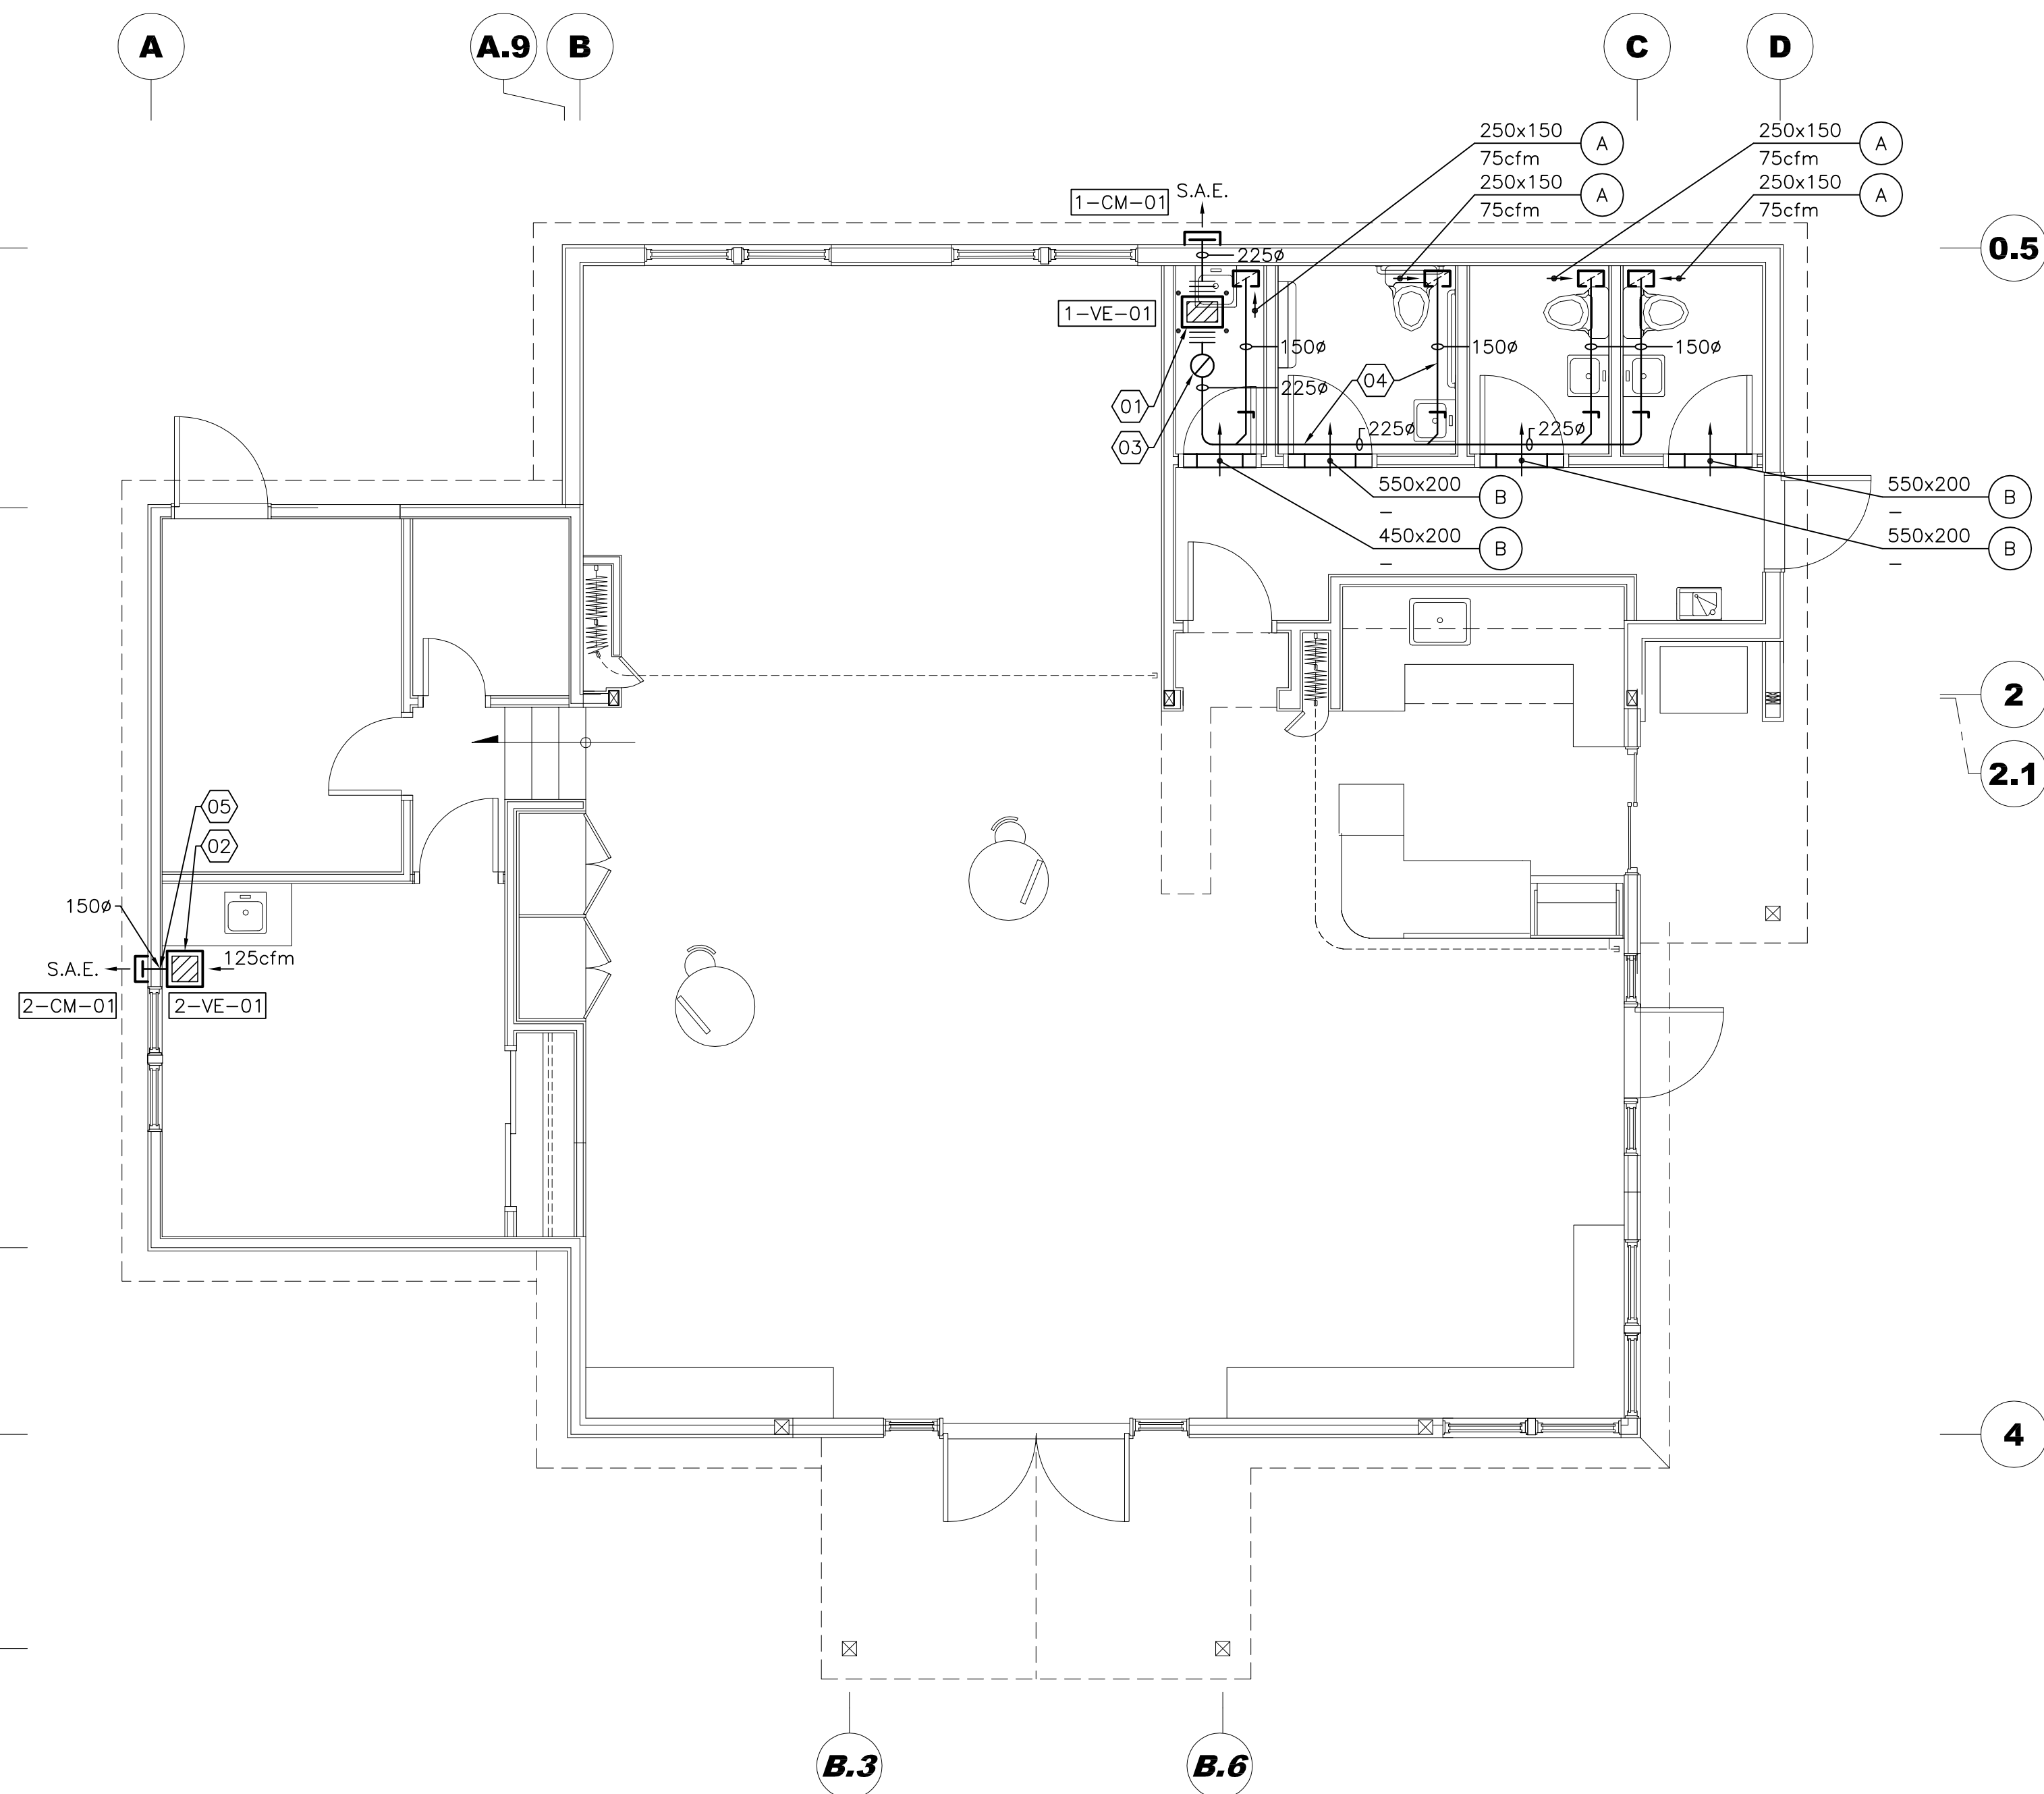 A
A.9
B
C
D
250x150
75cfm
A
250x150
75cfm
A
250x150
75cfm
A
250x150
75cfm
A
1-CM-01
S.A.E.
225ø
0.5
1-VE-01
150ø
150ø
150ø
225ø
04
01
03
225ø
225ø
550x200
–
B
450x200
–
B
550x200
–
B
550x200
–
B
2
2.1
05
02
150ø
S.A.E.
125cfm
2-CM-01
2-VE-01
4
B.3
B.6